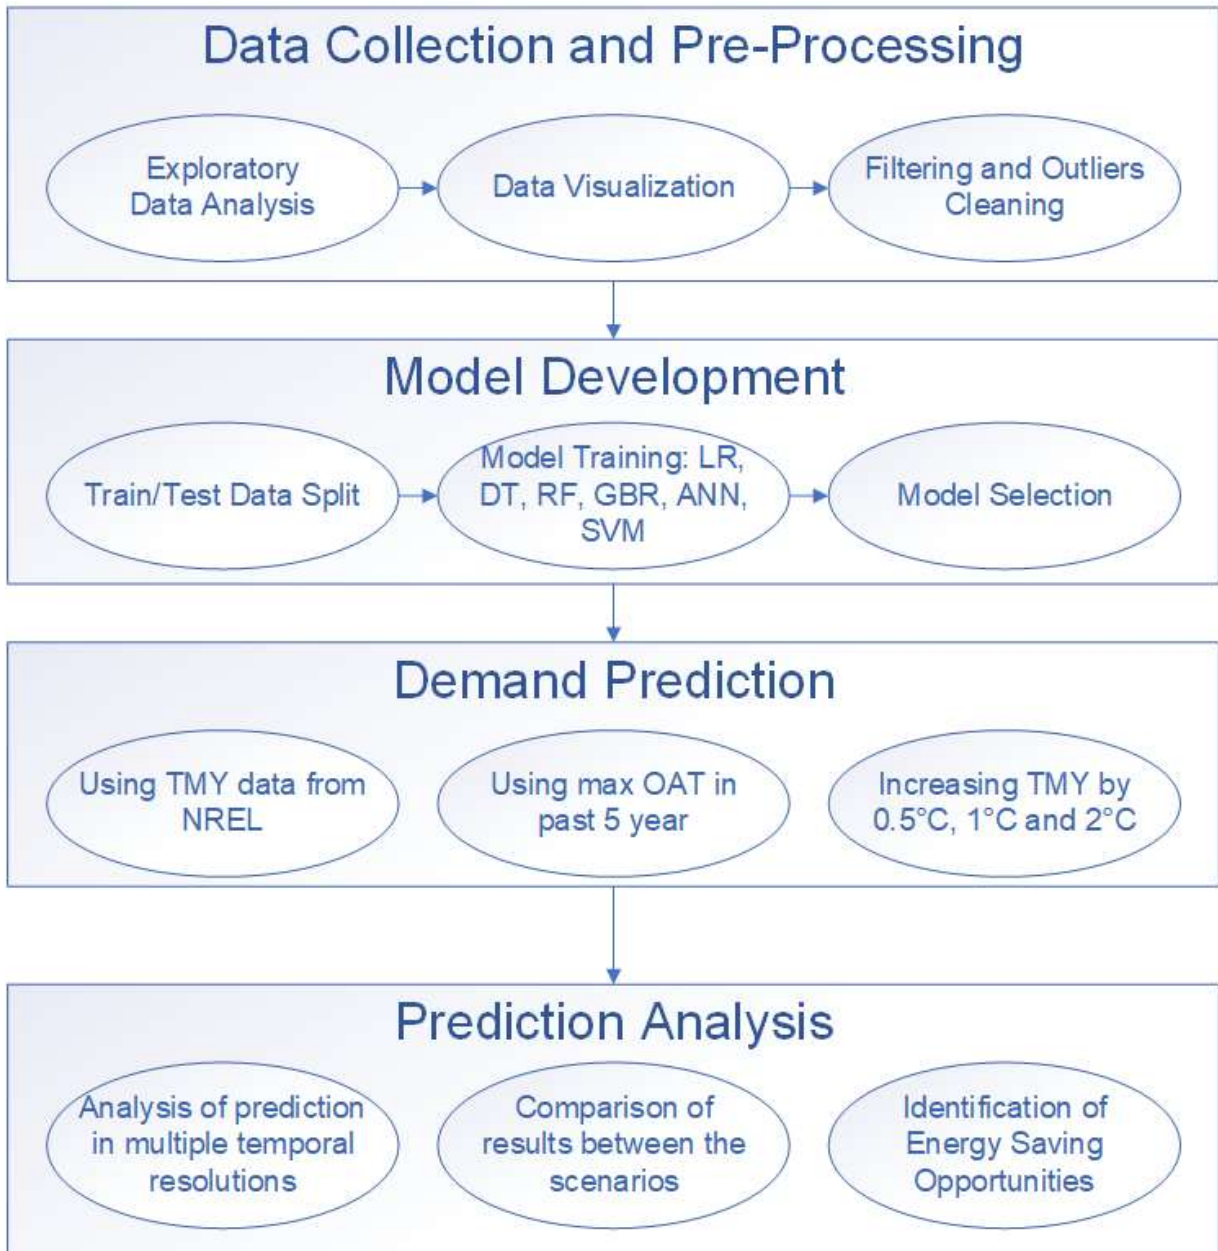 Data Collection and Pre-Processing
Exploratory
Data Analysis
Data Visualization
Filtering and Outliers
Cleaning
Model Development
Train/Test Data Split
Model Training: LR,
DT, RF, GBR, ANN,
SVM
Model Selection
Demand Prediction
Using TMY data from
NREL
Using max OAT in
past 5 year
Increasing TMY by
0.5°C, 1°C and 2°C
Prediction Analysis
Analysis of prediction
in multiple temporal
resolutions
Comparison of
results between the
scenarios
Identification of
Energy Saving
Opportunities